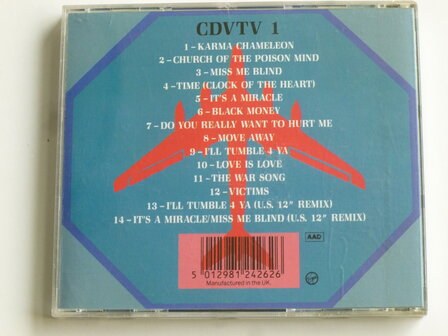 CDVTV 1
1 – KARMA CHAMELEON
2 – CHURCH OF THE POISON MIND
3 – MISS ME BLIND
4 – TIME (CLOCK OF THE HEART)
5 – IT'S A MIRACLE
6 – BLACK MONEY
7 – DO YOU REALLY WANT TO HURT ME
8 – MOVE AWAY
9 – I'LL TUMBLE 4 YA
10 – LOVE IS LOVE
11 – THE WAR SONG
12 – VICTIMS
13 – I'LL TUMBLE 4 YA (U.S. 12" REMIX)
14 – IT'S A MIRACLE/MISS ME BLIND (U.S. 12" REMIX)
AAD
5 012981 242626
Manufactured in the UK.
Virgin